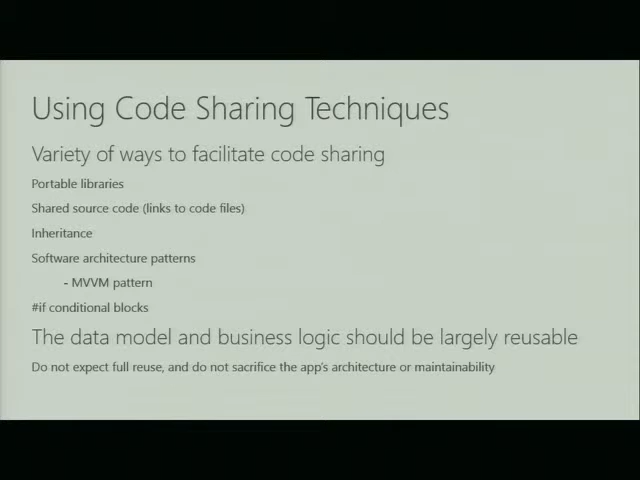 Using Code Sharing Techniques
Variety of ways to facilitate code sharing
Portable libraries
Shared source code (links to code files)
Inheritance
Software architecture patterns
- MVVM pattern
#if conditional blocks
The data model and business logic should be largely reusable
Do not expect full reuse, and do not sacrifice the app's architecture or maintainability